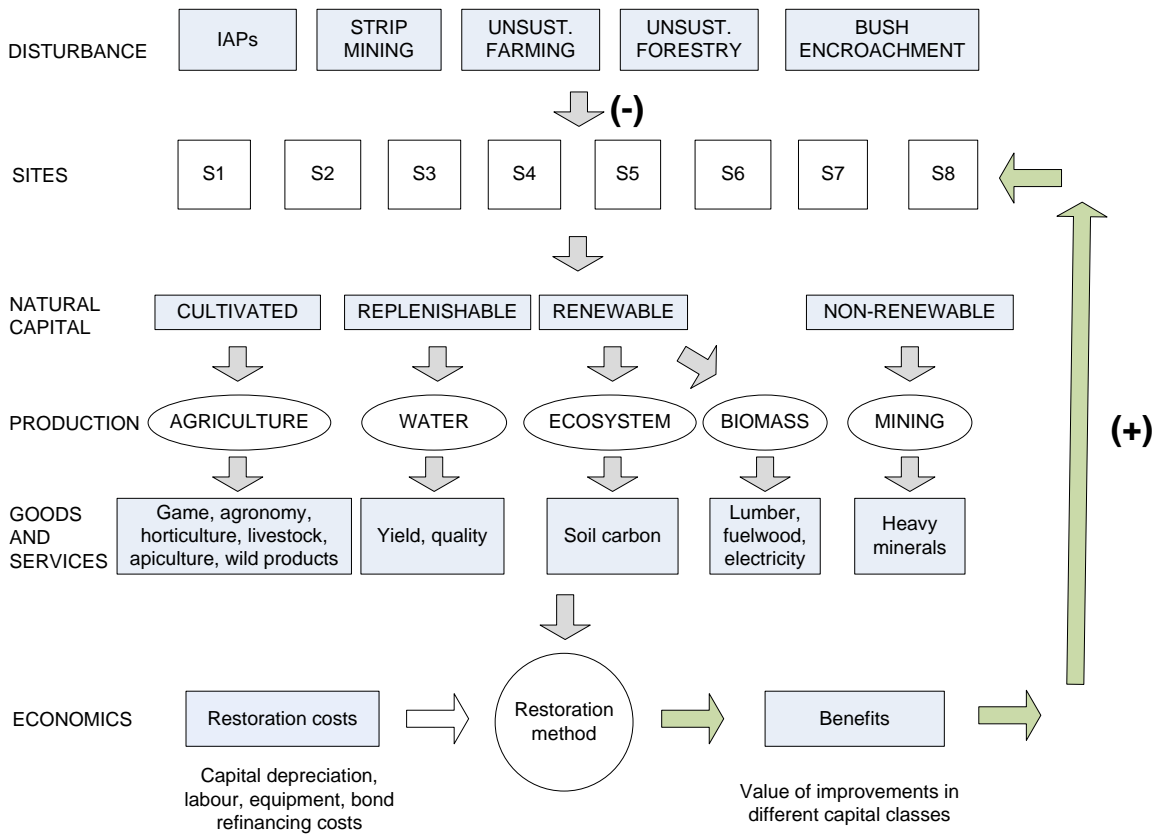 DISTURBANCE
IAPs
STRIP
MINING
UNSUST.
FARMING
UNSUST.
FORESTRY
BUSH
ENCROACHMENT
(-)
SITES
S1
S2
S3
S4
S5
S6
S7
S8
NATURAL
CAPITAL
CULTIVATED
REPLENISHABLE
RENEWABLE
NON-RENEWABLE
PRODUCTION
AGRICULTURE
WATER
ECOSYSTEM
BIOMASS
MINING
(+)
GOODS
AND
SERVICES
Game, agronomy,
horticulture, livestock,
apiculture, wild products
Yield, quality
Soil carbon
Lumber,
fuelwood,
electricity
Heavy
minerals
ECONOMICS
Restoration costs
Restoration
method
Benefits
Capital depreciation,
labour, equipment, bond
refinancing costs
Value of improvements in
different capital classes